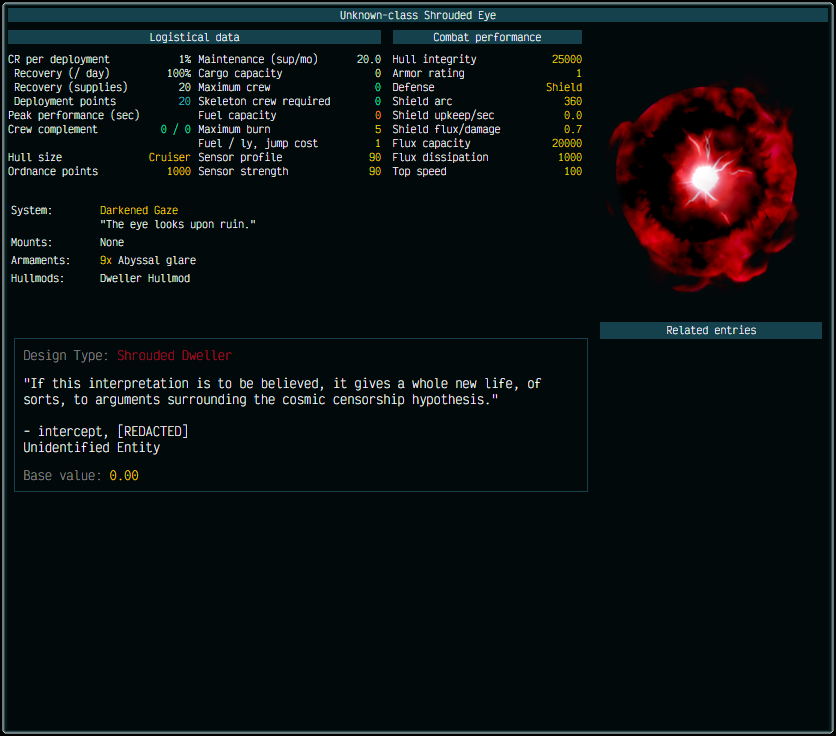 Unknown-class Shrouded Eye
Logistical data
CR per deployment 1% Maintenance (sup/mo) 20.0
Recovery (/ day) 100% Cargo capacity 0
Recovery (supplies) 20 Maximum crew 0
Deployment points 20 Skeleton crew required 0
Peak performance (sec) Fuel capacity 0
Crew complement 0 / 0 Maximum burn 5
Fuel / ly, jump cost 1
Hull size Cruiser Sensor profile 90
Ordnance points 1000 Sensor strength 90
Combat performance
Hull integrity 25000
Armor rating 1
Defense Shield
Shield arc 360
Shield upkeep/sec 0.0
Shield flux/damage 0.7
Flux capacity 20000
Flux dissipation 1000
Top speed 100
System: Darkened Gaze
"The eye looks upon ruin."
Mounts: None
Armaments: 9x Abyssal glare
Hullmods: Dweller Hullmod
Related entries
Design Type: Shrouded Dweller
"If this interpretation is to be believed, it gives a whole new life, of
sorts, to arguments surrounding the cosmic censorship hypothesis."
- intercept, [REDACTED]
Unidentified Entity
Base value: 0.00